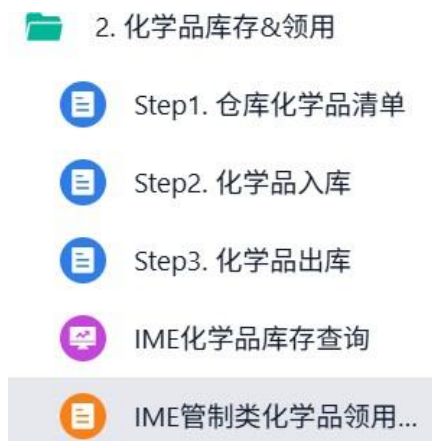 2. 化学品库存&领用
Step1. 仓库化学品清单
Step2. 化学品入库
Step3. 化学品出库
IME化学品库存查询
IME管制类化学品领用...